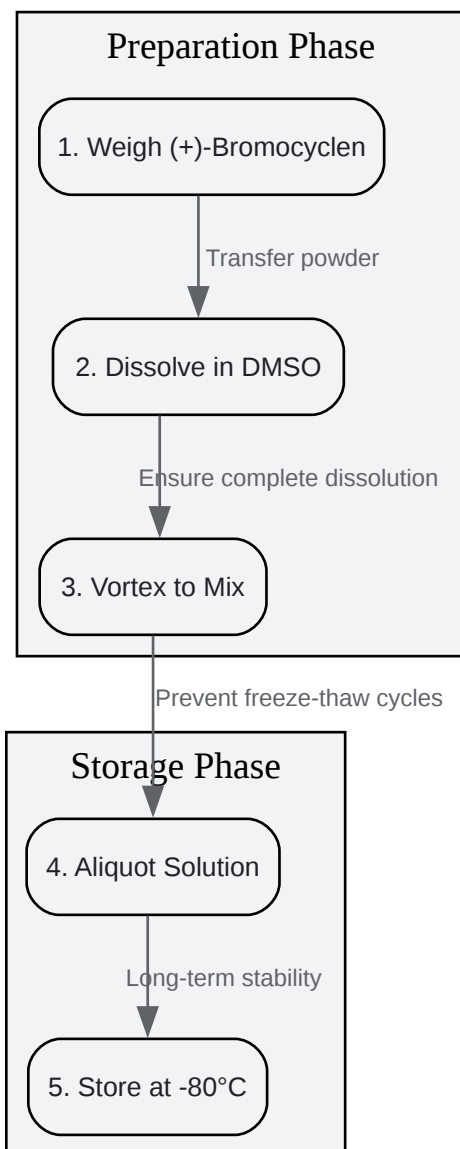 Preparation Phase
1. Weigh (+)-Bromocyclen
Transfer powder
2. Dissolve in DMSO
Ensure complete dissolution
3. Vortex to Mix
Prevent freeze-thaw cycles
Storage Phase
4. Aliquot Solution
Long-term stability
5. Store at -80°C